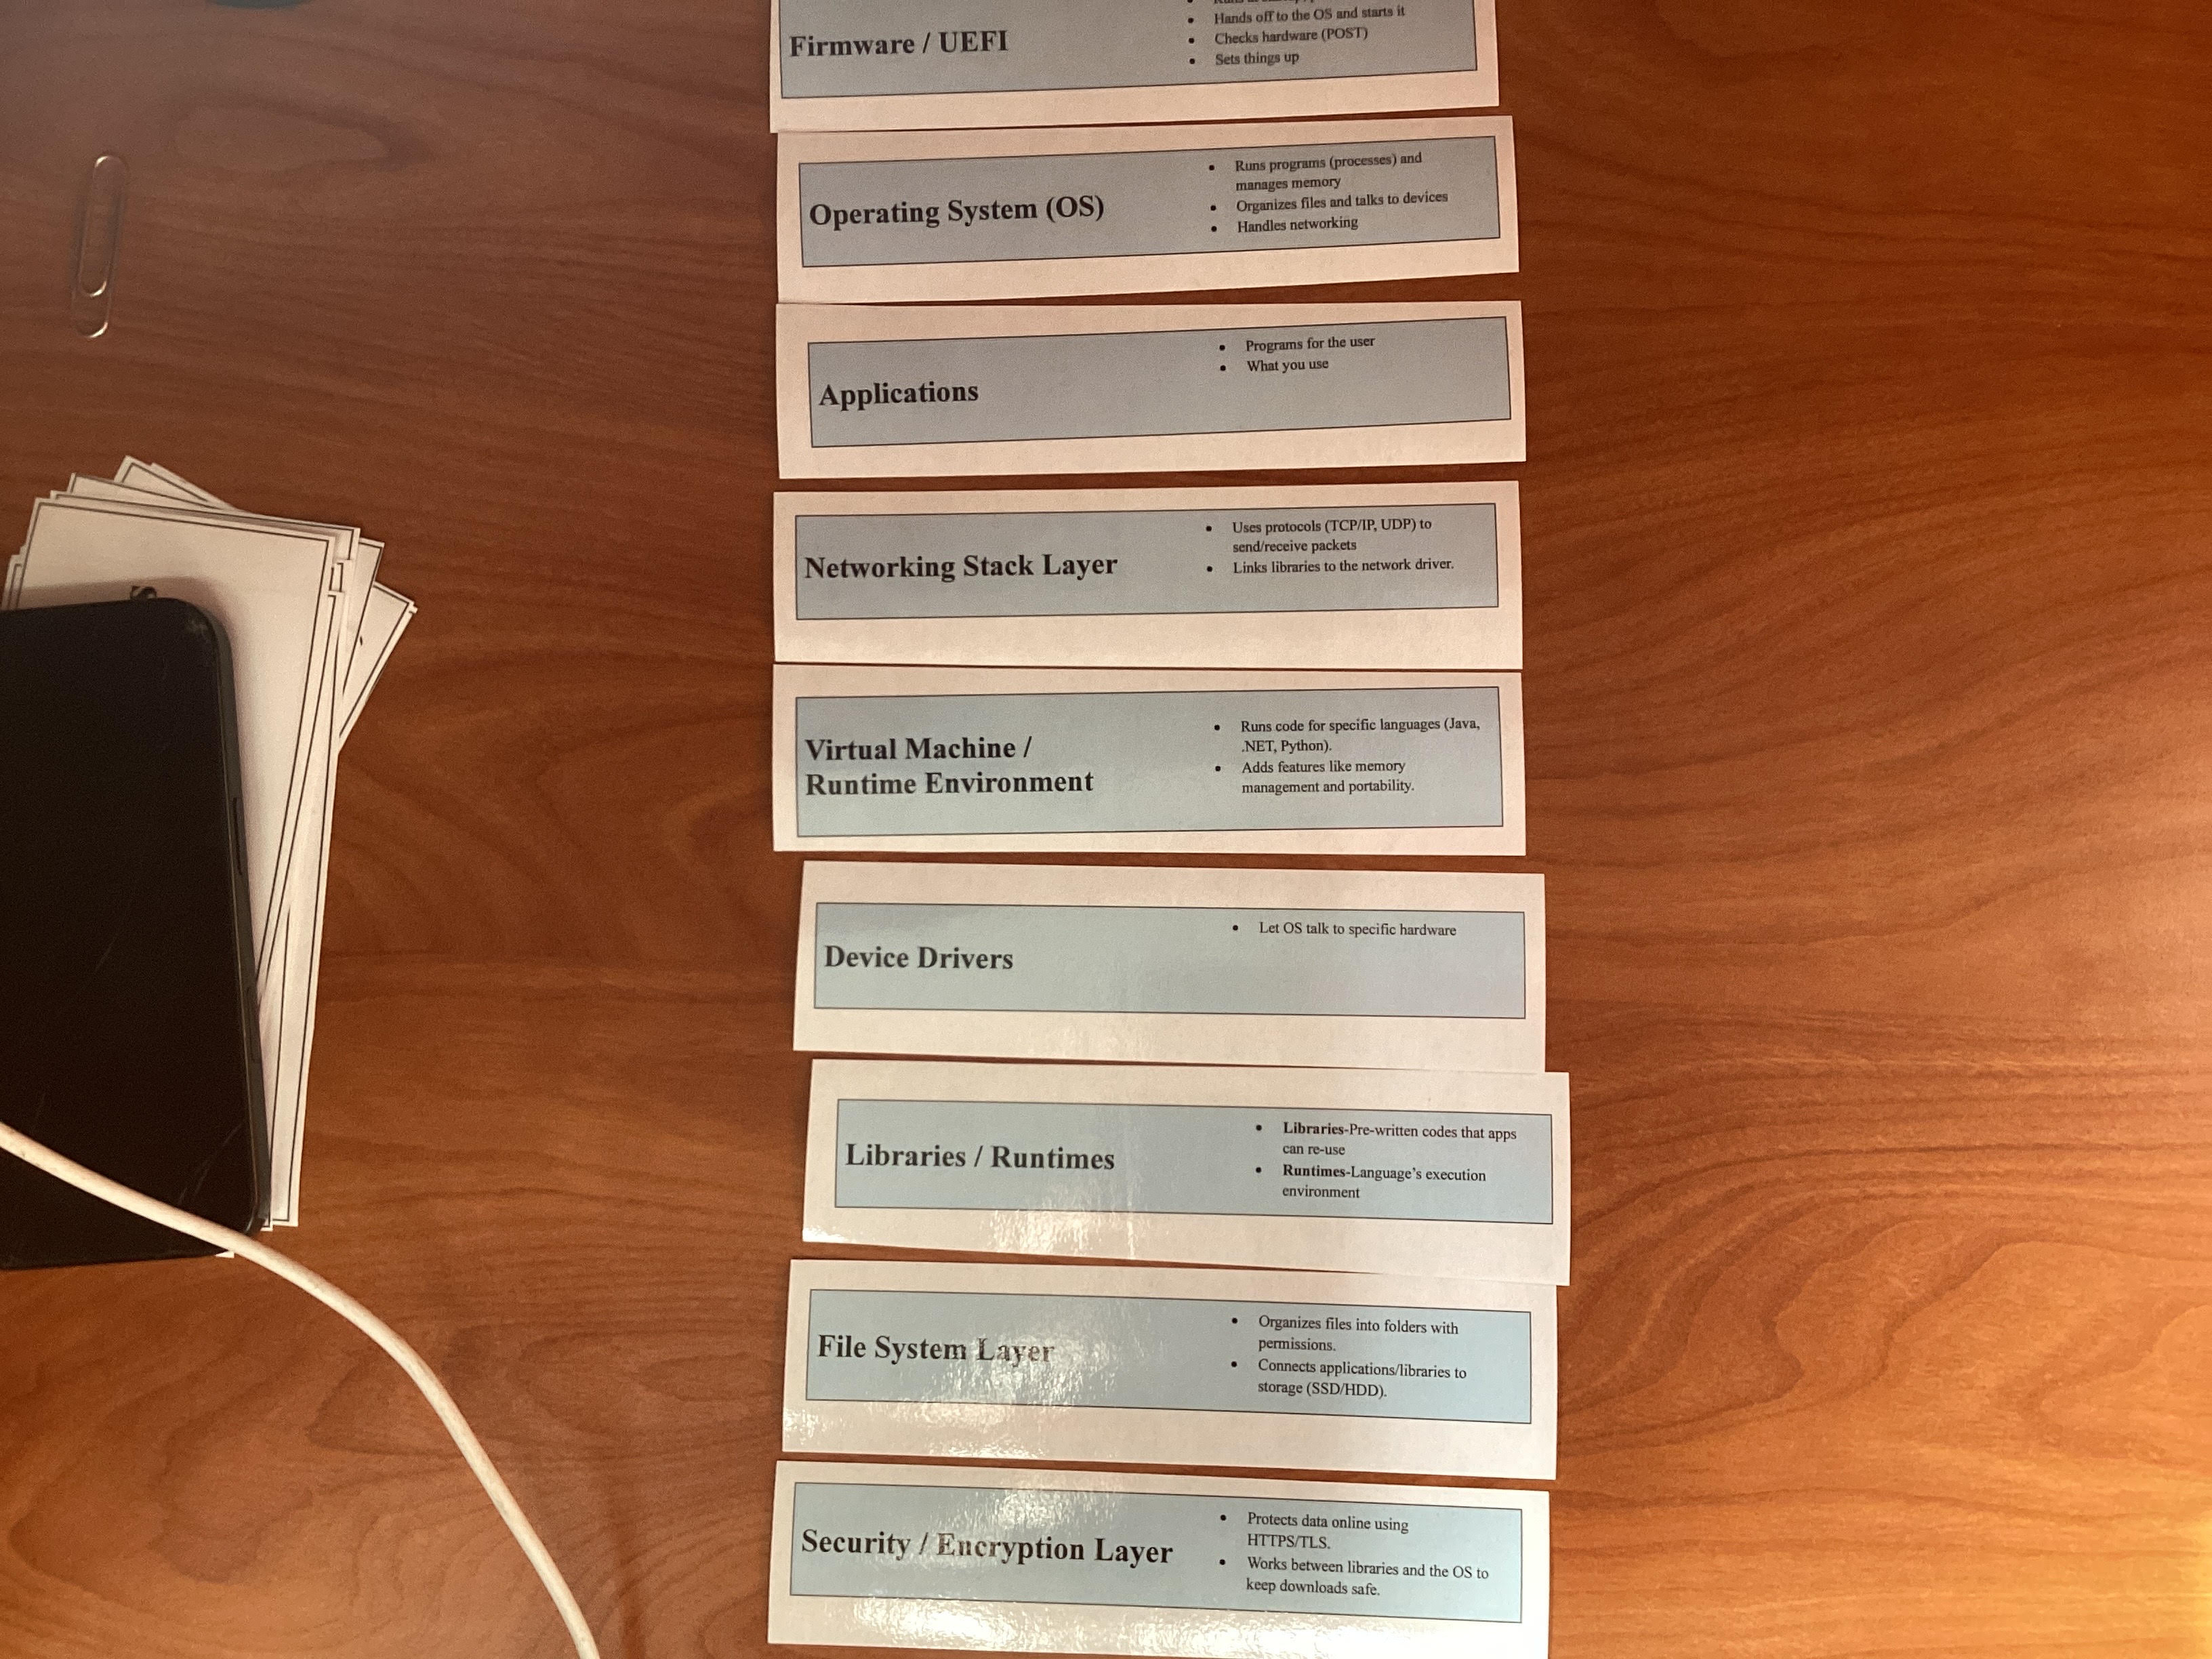 Firmware / UEFI
• Hands off to the OS and starts it
• Checks hardware (POST)
• Sets things up
Operating System (OS)
• Runs programs (processes) and
manages memory
• Organizes files and talks to devices
• Handles networking
Applications
• Programs for the user
• What you use
Networking Stack Layer
• Uses protocols (TCP/IP, UDP) to
send/receive packets
• Links libraries to the network driver.
Virtual Machine /
Runtime Environment
• Runs code for specific languages (Java,
.NET, Python).
• Adds features like memory
management and portability.
Device Drivers
• Let OS talk to specific hardware
Libraries / Runtimes
• Libraries-Pre-written codes that apps
can re-use
• Runtimes-Language’s execution
environment
File System Layer
• Organizes files into folders with
permissions.
• Connects applications/libraries to
storage (SSD/HDD).
Security / Encryption Layer
• Protects data online using
HTTPS/TLS.
• Works between libraries and the OS to
keep downloads safe.